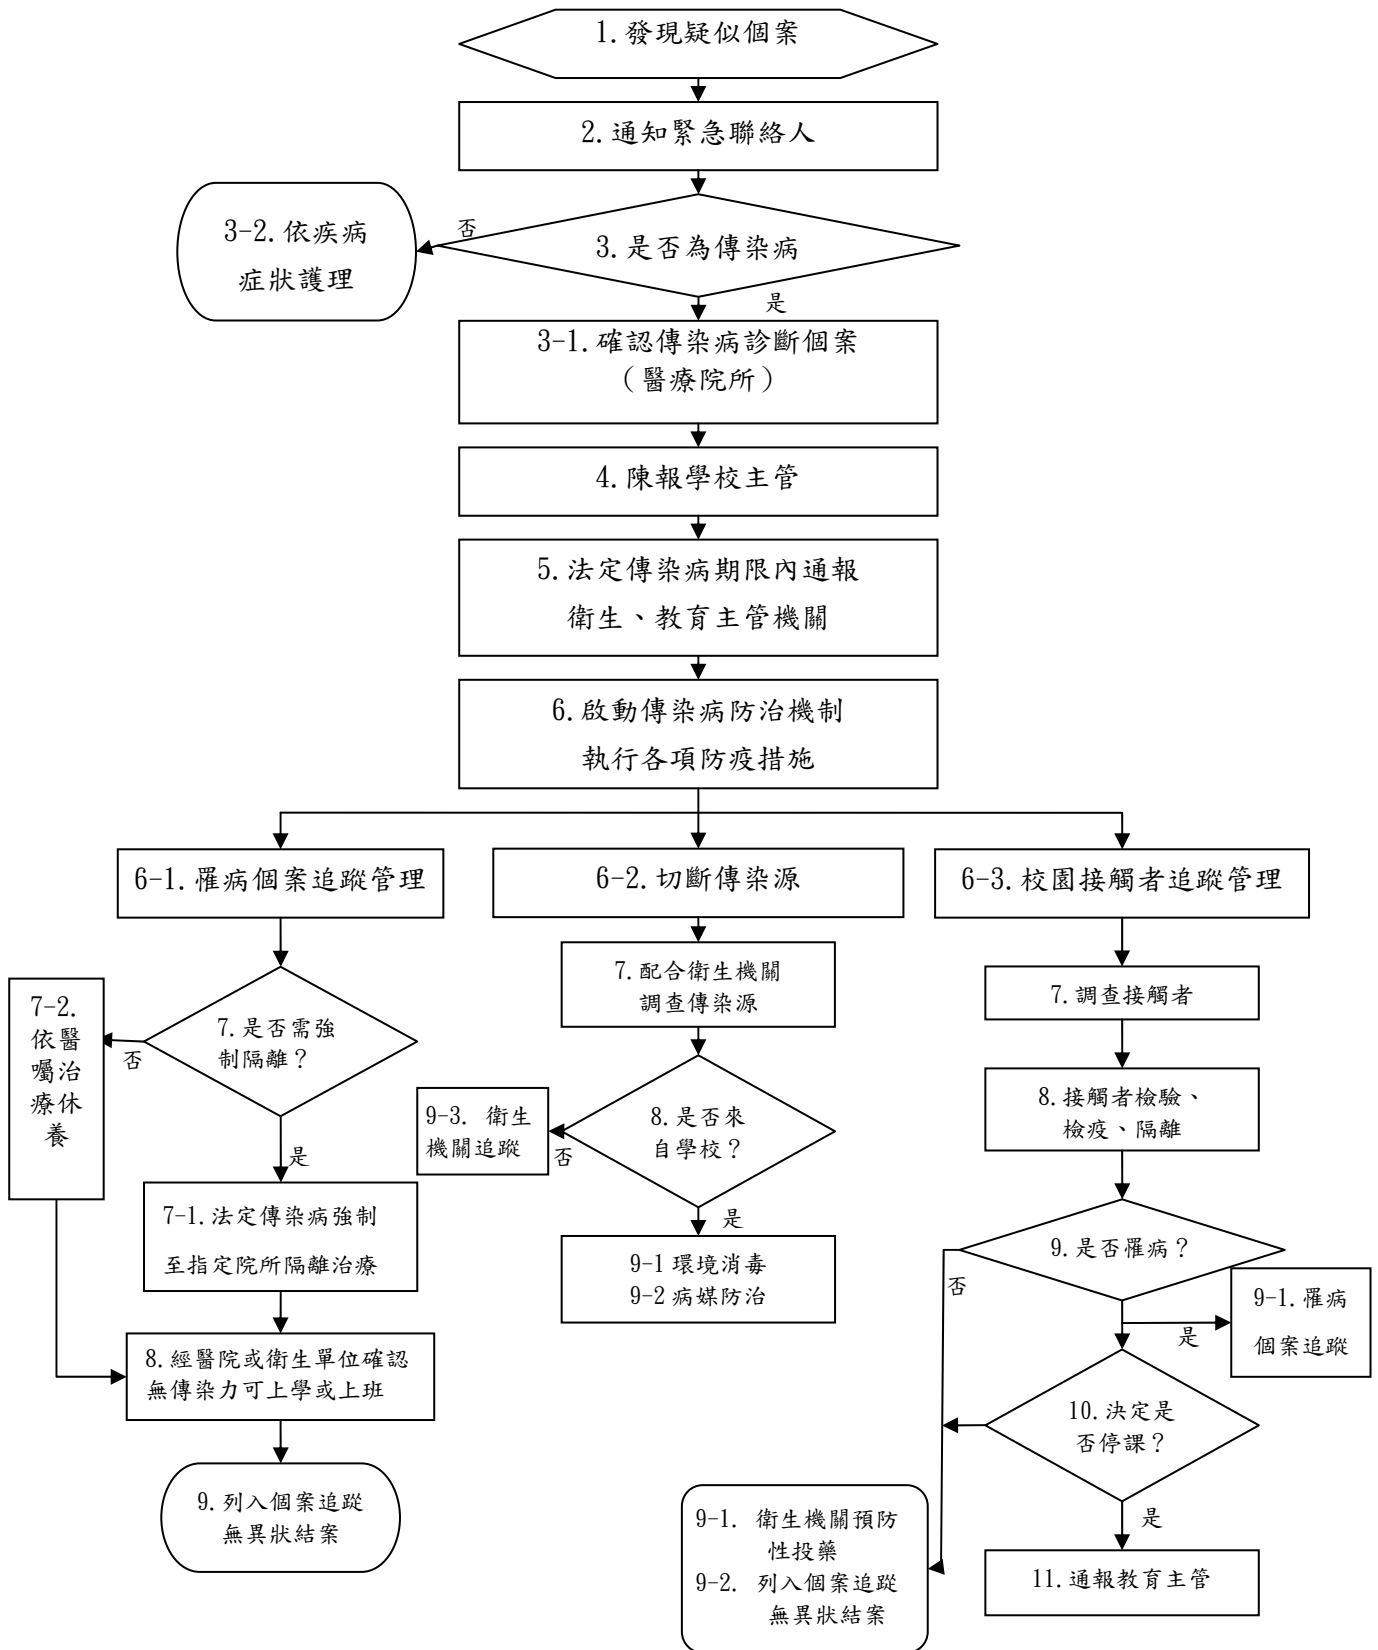 1.發現疑似個案
2.通知緊急聯絡人
否
3-2.依疾病
症狀護理
3.是否為傳染病
是
3-1.確認傳染病診斷個案
（醫療院所）
4.陳報學校主管
5.法定傳染病期限內通報
衛生、教育主管機關
6.啟動傳染病防治機制
執行各項防疫措施
6-1.罹病個案追蹤管理
6-2.切斷傳染源
6-3.校園接觸者追蹤管理
7-2.
依醫
囑治
療休
養
否
7.是否需強
制隔離？
是
7-1.法定傳染病強制
至指定院所隔離治療
8.經醫院或衛生單位確認
無傳染力可上學或上班
9.列入個案追蹤
無異狀結案
7.配合衛生機關
調查傳染源
9-3. 衛生
機關追蹤
否
8.是否來
自學校？
是
9-1 環境消毒
9-2 病媒防治
7.調查接觸者
8.接觸者檢驗、
檢疫、隔離
9.是否罹病？
否
是
9-1.罹病
個案追蹤
10.決定是
否停課？
是
9-1. 衛生機關預防
性投藥
9-2. 列入個案追蹤
無異狀結案
11.通報教育主管